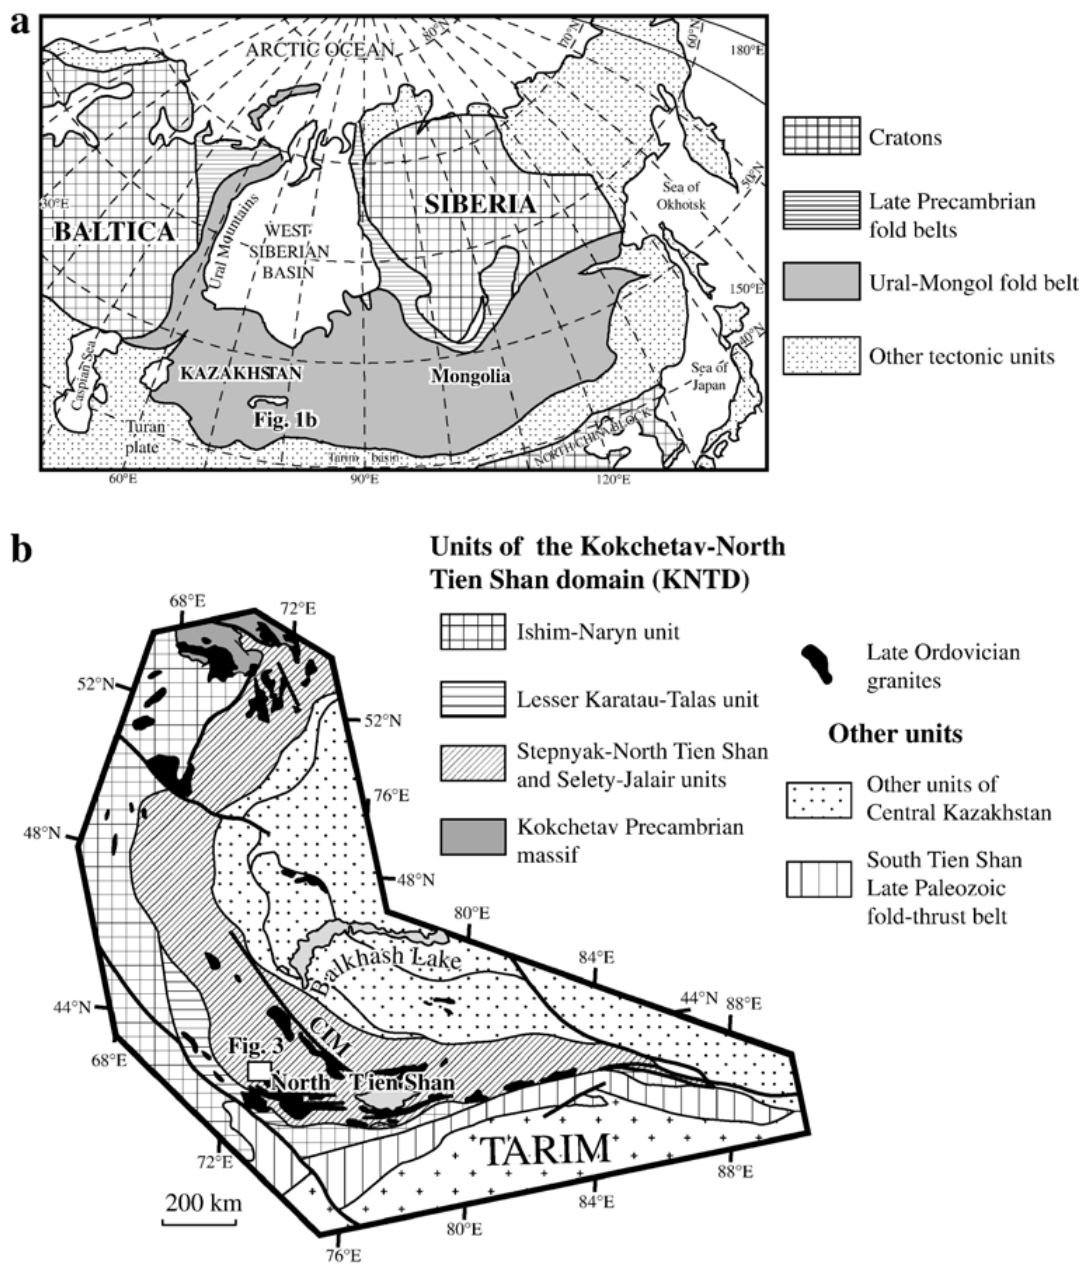 a
ARCTIC OCEAN
80°N
70°N
60°N
180°E
Cratons
50°N
Sea of
Okhotsk
30°E
BALTICA
SIBERIA
Late Precambrian
fold belts
Ural Mountains
WEST
SIBERIAN
BASIN
Ural-Mongol fold belt
150°E
40°N
Other tectonic units
Caspian Sea
KAZAKHSTAN
Mongolia
Sea of
Japan
Fig. 1b
Turan
plate
NORTH CHINA BLOCK
Tarim basin
60°E
90°E
120°E
b
Units of the Kokchetav-North
Tien Shan domain (KNTD)
Ishim-Naryn unit
Lesser Karatau-Talas unit
Stepnyak-North Tien Shan
and Selety-Jalair units
Kokchetav Precambrian
massif
Late Ordovician
granites
Other units
Other units of
Central Kazakhstan
South Tien Shan
Late Paleozoic
fold-thrust belt
68°E
72°E
52°N
52°N
76°E
48°N
48°N
80°E
Balkhash Lake
84°E
44°N
88°E
44°N
68°E
CIM
Fig. 3
North Tien Shan
TARIM
72°E
88°E
84°E
80°E
76°E
200 km